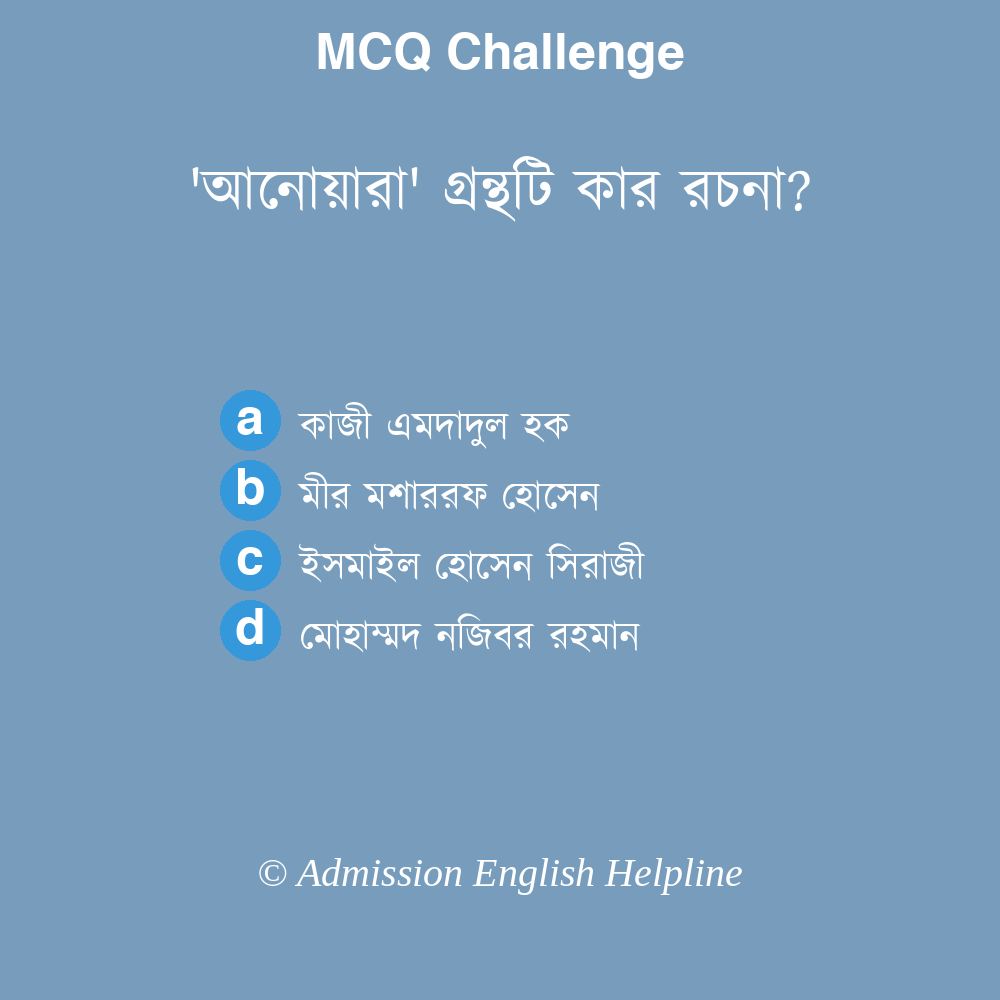 MCQ Challenge
'আনোয়ারা' গ্রন্থটি কার রচনা?
a কাজী এমদাদুল হক
b মীর মশাররফ হোসেন
c ইসমাইল হোসেন সিরাজী
d মোহাম্মদ নজিবর রহমান
© Admission English Helpline